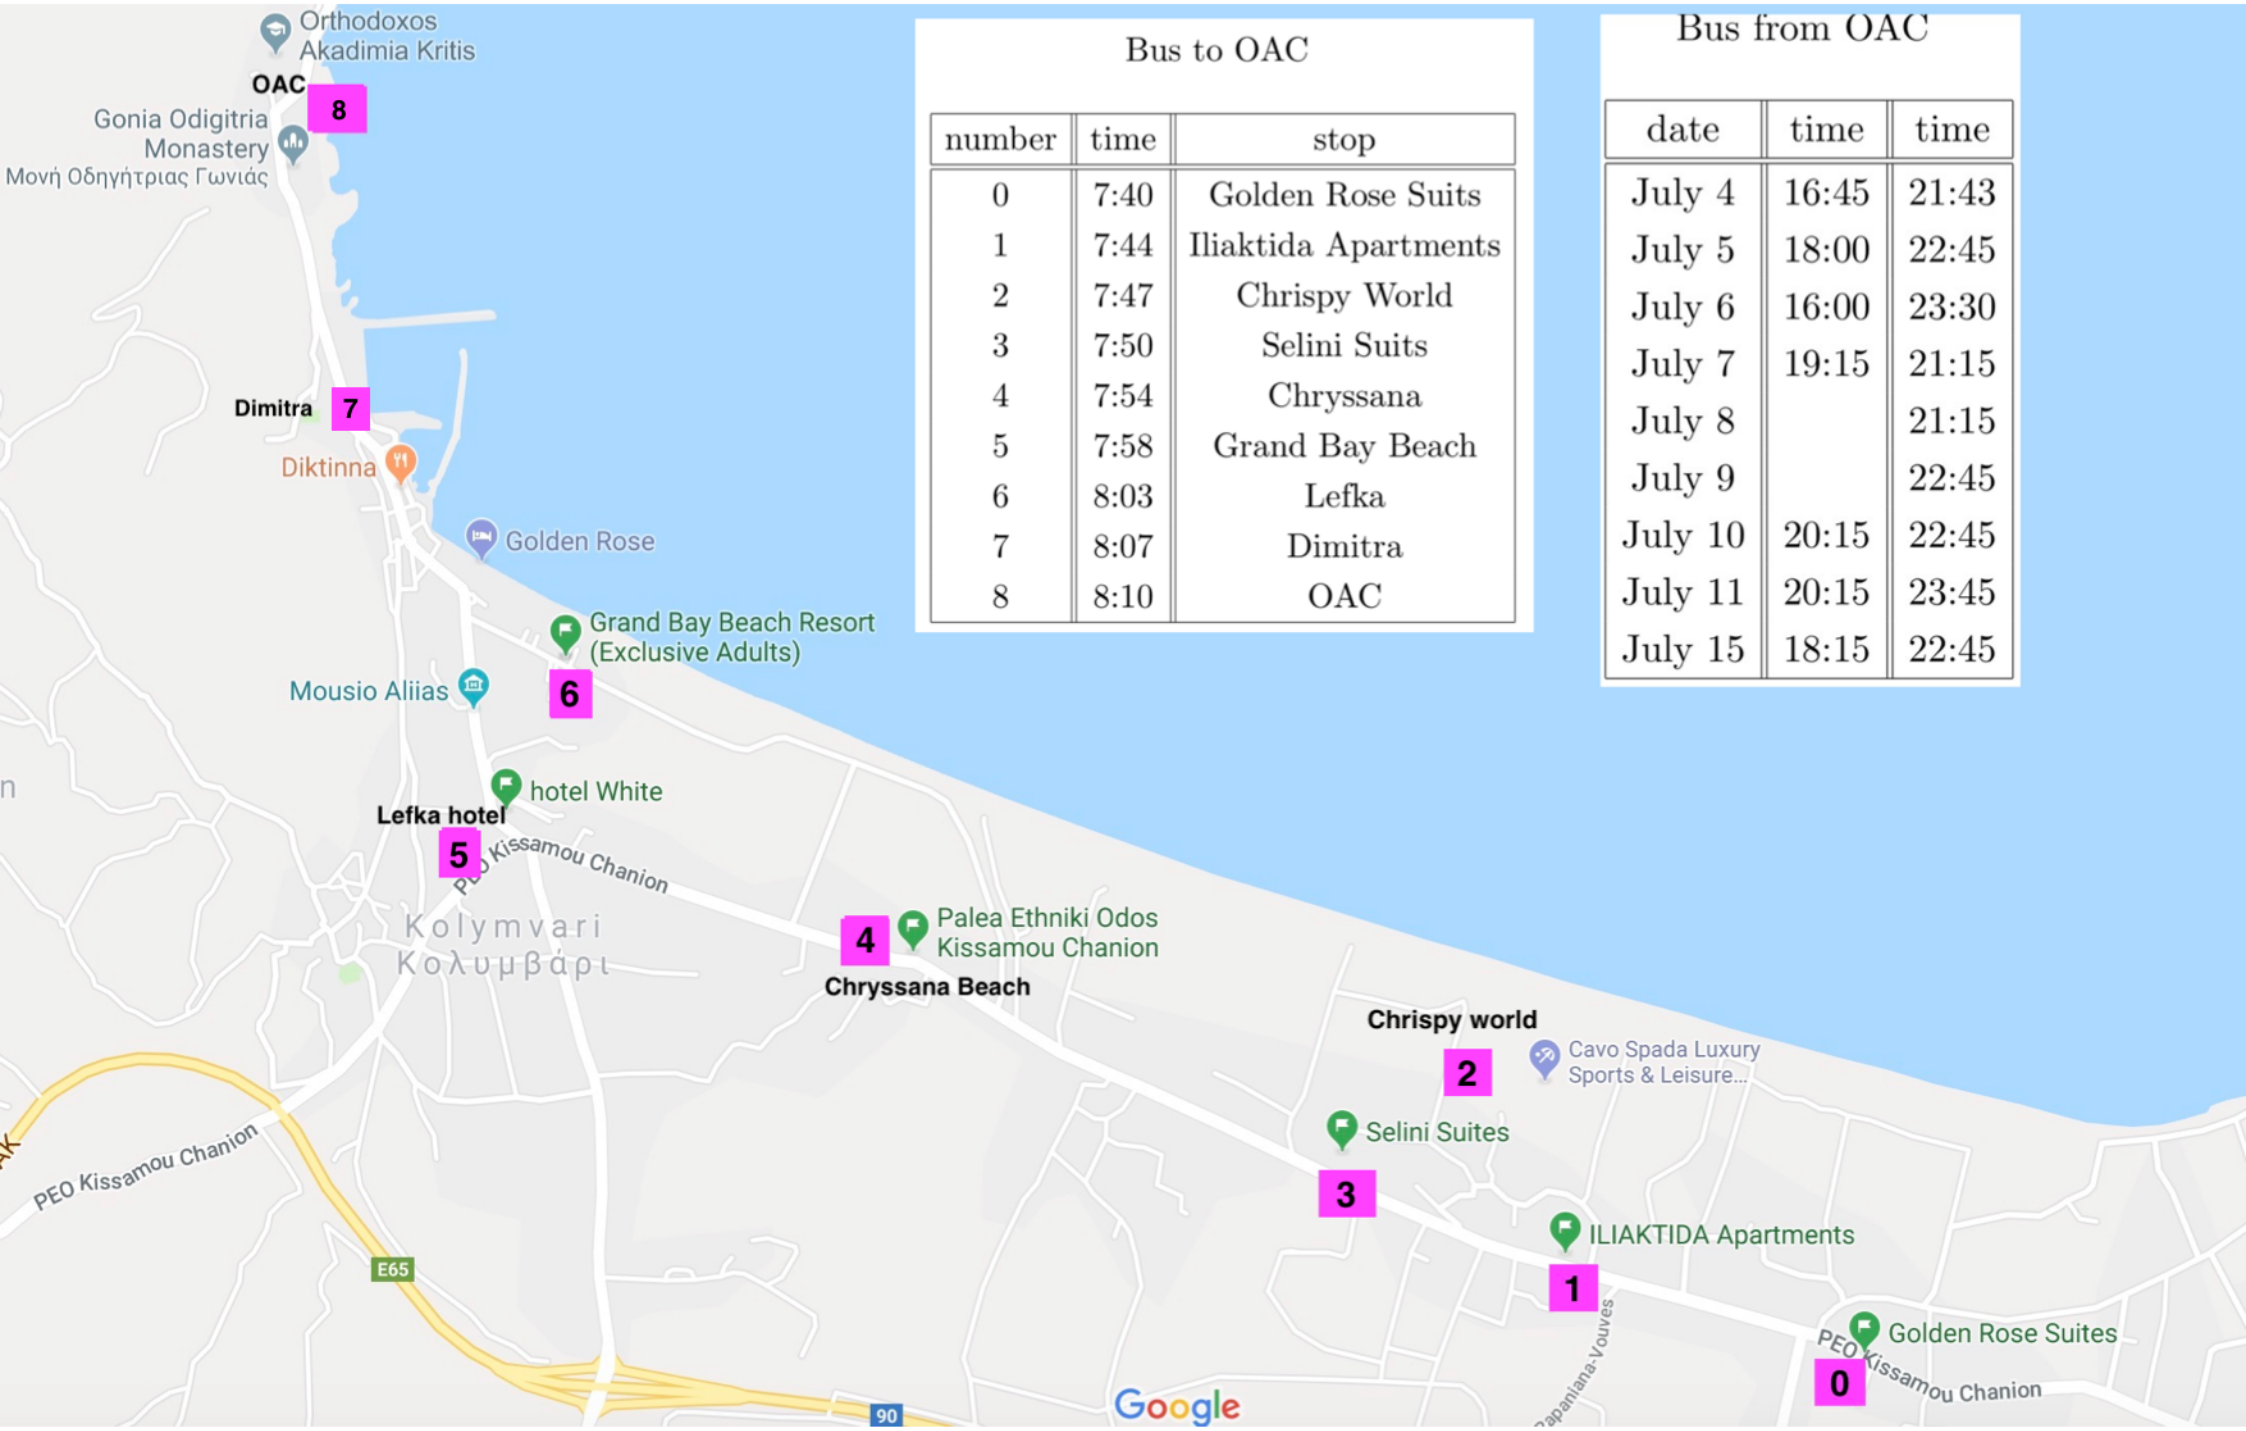 Orthodoxos
Akadimia Kritis
OAC
8
Gonia Odigitria
Monastery
Μονή Οδηγήτριας Γωνιάς
Bus to OAC
number time stop
0 7:40 Golden Rose Suits
1 7:44 Iliaktida Apartments
2 7:47 Chrispy World
3 7:50 Selini Suits
4 7:54 Chryssana
5 7:58 Grand Bay Beach
6 8:03 Lefka
7 8:07 Dimitra
8 8:10 OAC
Bus from OAC
date time time
July 4 16:45 21:43
July 5 18:00 22:45
July 6 16:00 23:30
July 7 19:15 21:15
July 8 21:15
July 9 22:45
July 10 20:15 22:45
July 11 20:15 23:45
July 15 18:15 22:45
Dimitra 7
Diktinna
Golden Rose
Grand Bay Beach Resort
(Exclusive Adults)
6
Mousio Aliias
n
hotel White
Lefka hotel
5
PEO Kissamou Chanion
Kolymvari
Κολυμβάρι
4
Palea Ethniki Odos
Kissamou Chanion
Chryssana Beach
Chrispy world
2
Cavo Spada Luxury
Sports & Leisure...
Selini Suites
3
AK
PEO Kissamou Chanion
E65
ILIAKTIDA Apartments
1
Papaniana-Vouves
Golden Rose Suites
PEO Kissamou Chanion
0
90
Google